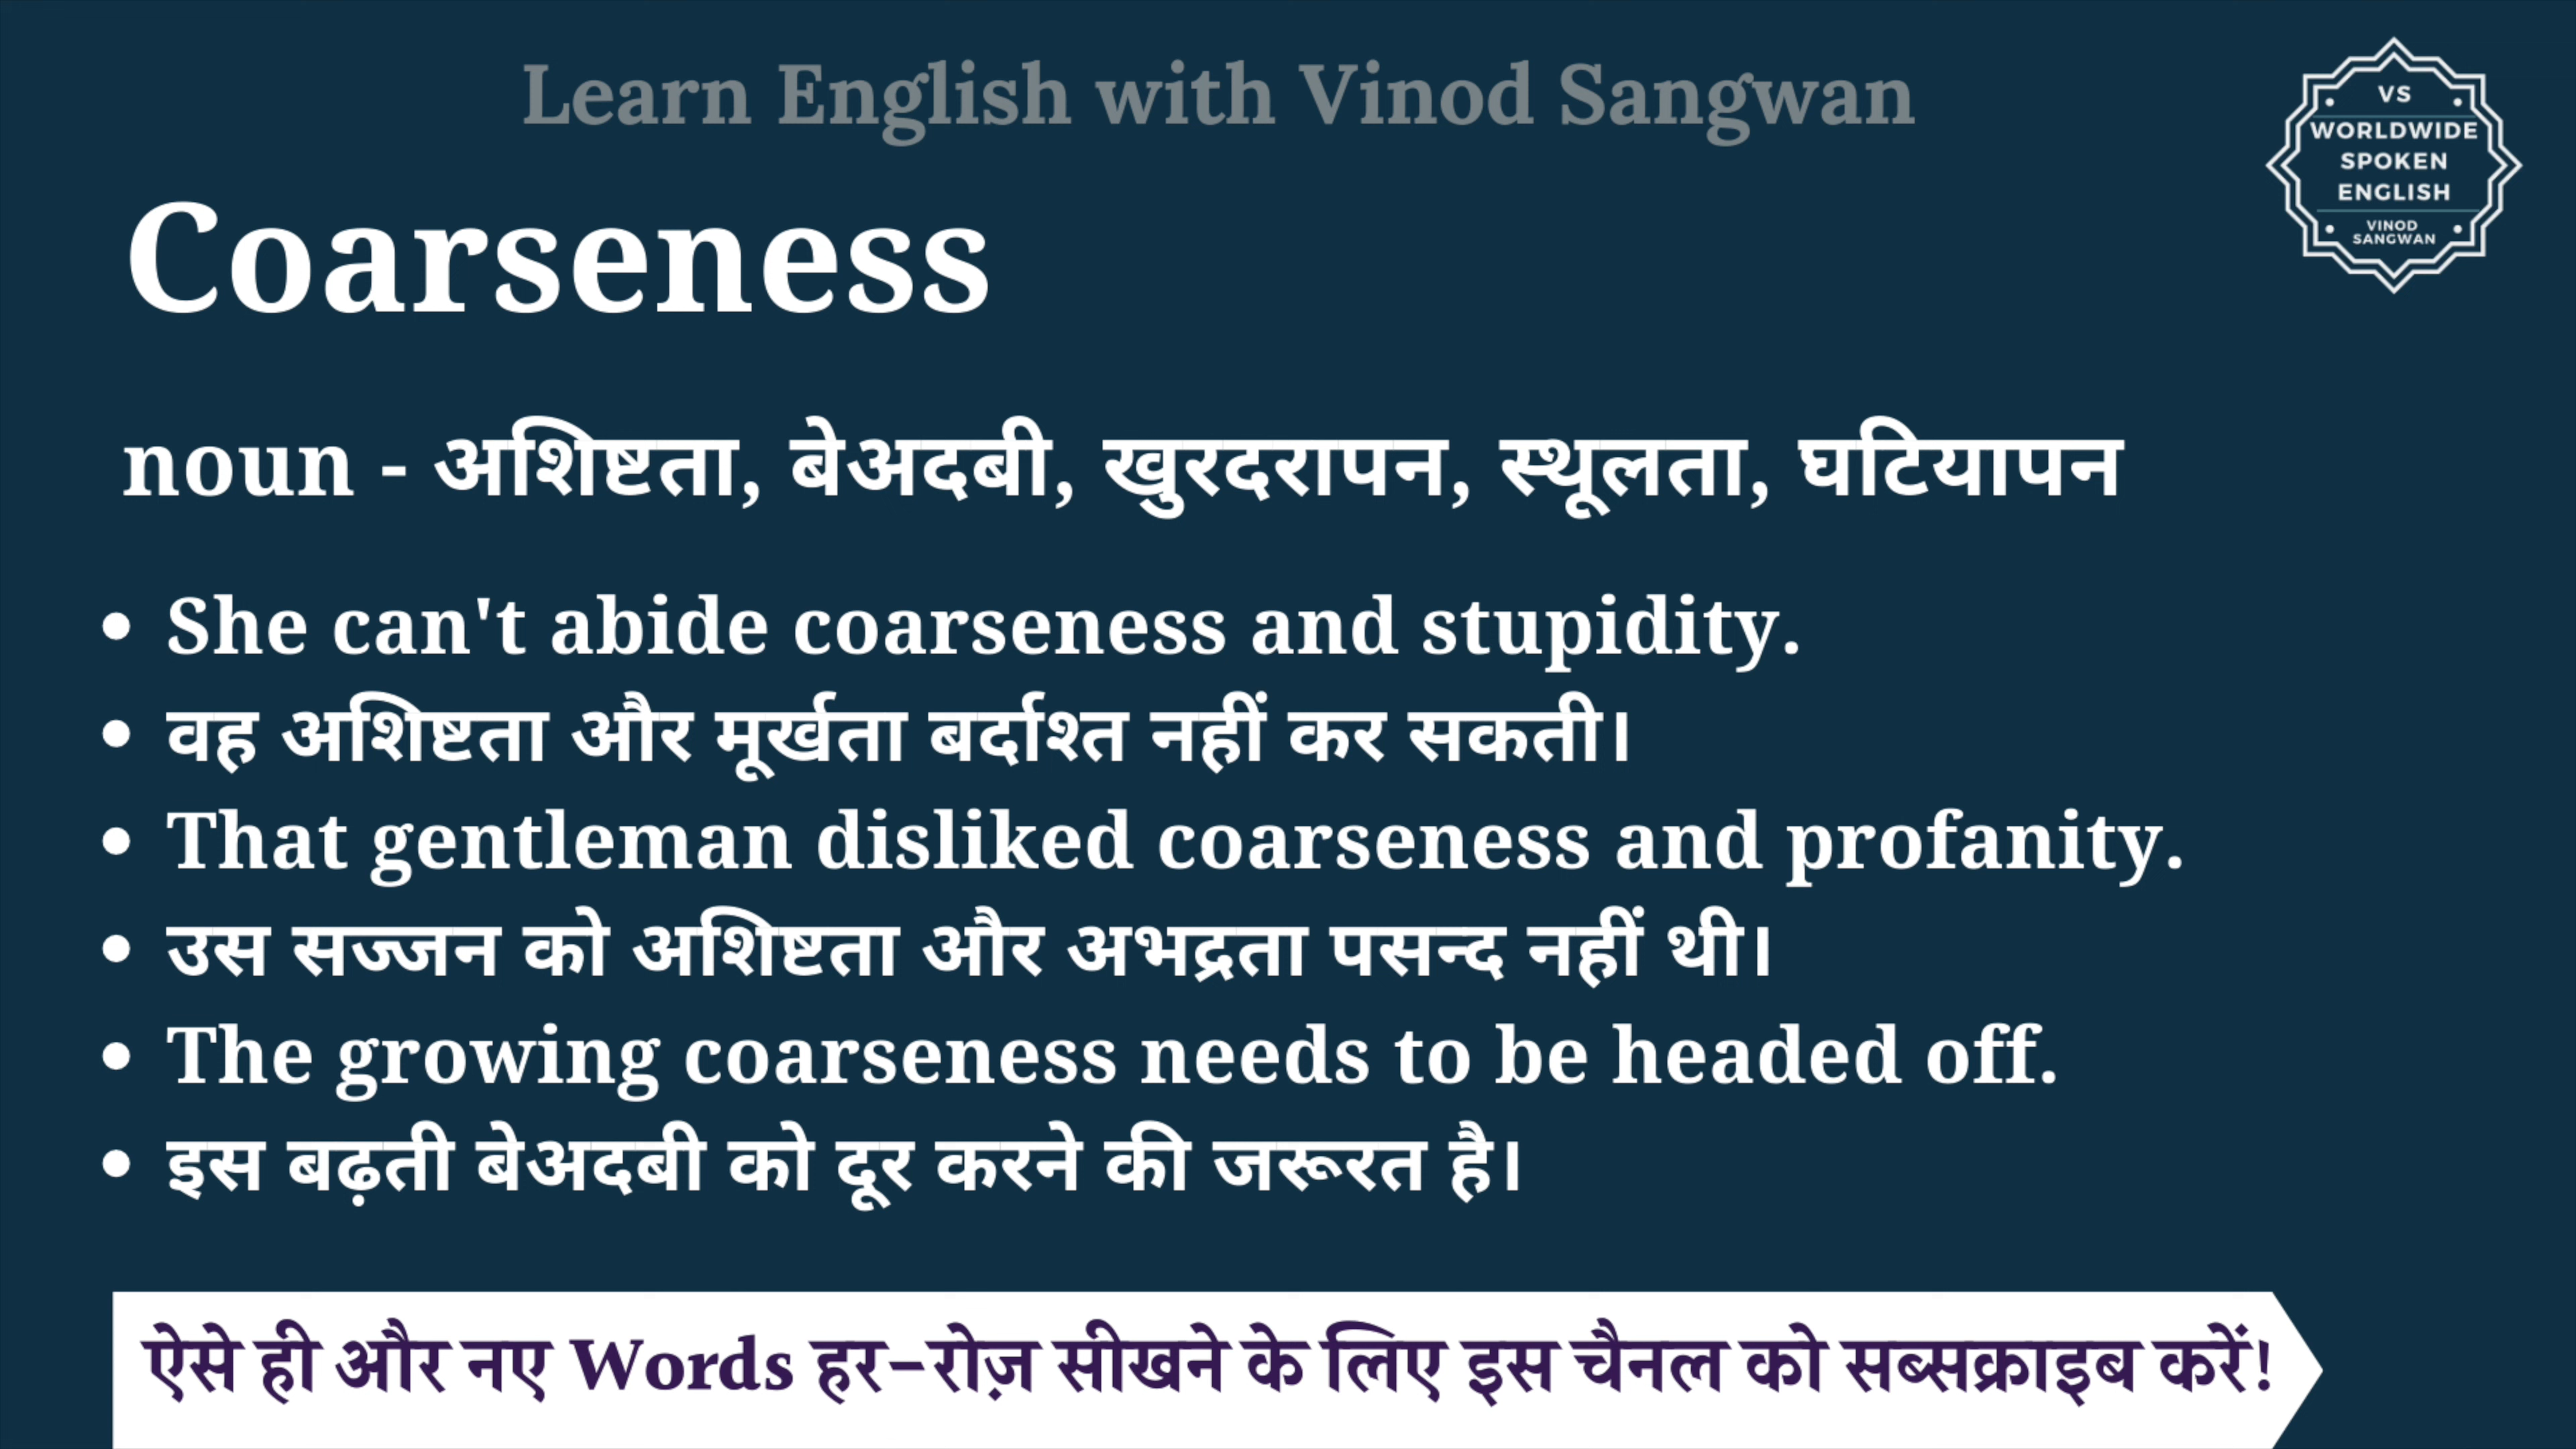 Learn English with Vinod Sangwan
VS
WORLDWIDE
SPOKEN
ENGLISH
VINOD
SANGWAN
Coarseness
noun - अशिष्टता, बेअदबी, खुरदरापन, स्थूलता, घटियापन
• She can't abide coarseness and stupidity.
• वह अशिष्टता और मूर्खता बर्दाश्त नहीं कर सकती।
• That gentleman disliked coarseness and profanity.
• उस सज्जन को अशिष्टता और अभद्रता पसन्द नहीं थी।
• The growing coarseness needs to be headed off.
• इस बढ़ती बेअदबी को दूर करने की जरूरत है।
ऐसे ही और नए Words हर-रोज़ सीखने के लिए इस चैनल को सब्सक्राइब करें!